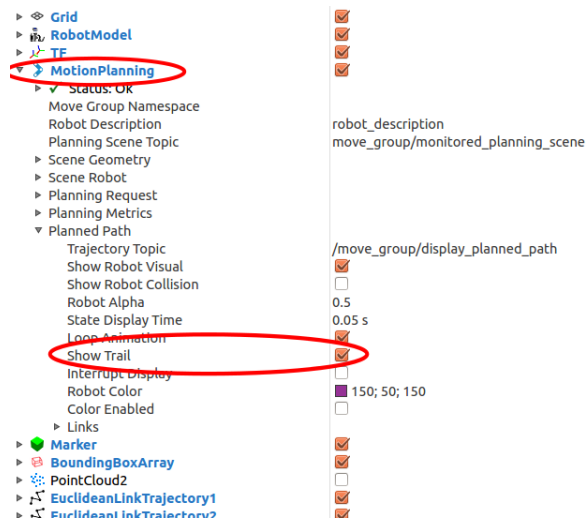 Grid
RobotModel
TF
MotionPlanning
Status: Ok
Move Group Namespace
Robot Description robot_description
Planning Scene Topic move_group/monitored_planning_scene
Scene Geometry
Scene Robot
Planning Request
Planning Metrics
Planned Path
Trajectory Topic /move_group/display_planned_path
Show Robot Visual
Show Robot Collision
Robot Alpha 0.5
State Display Time 0.05 s
Loop Animation
Show Trail
Interrupt Display
Robot Color 150; 50; 150
Color Enabled
Links
Marker
BoundingBoxArray
PointCloud2
EuclideanLinkTrajectory1
EuclideanLinkTrajectory2